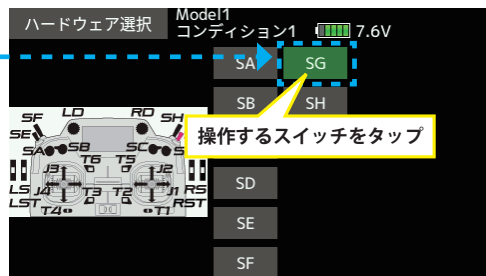 ハードウェア選択
Model1
コンディション1
7.6V
SA
SG
SB
SH
操作するスイッチをタップ
SD
SE
SF
SF
LD
RD
SH
SE
SA
SB
SC
S
T6
T5
J3
J2
LS
J4
T3
T2
J1
RS
LST
T4
T1
RST